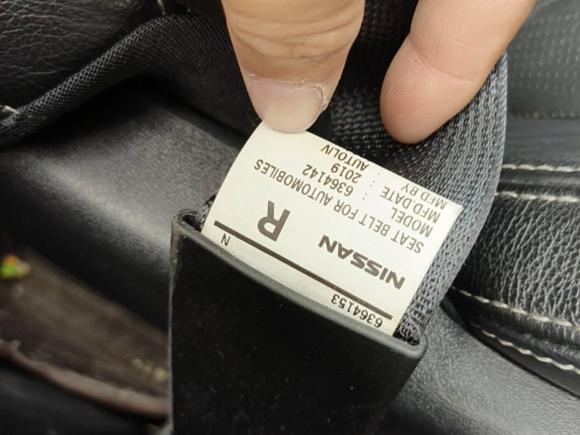 6364153
N
NISSAN R
SEAT BELT FOR AUTOMOBILES
MODEL : 6364142
MFD.DATE : 2019
MFD BY : AUTOLIV